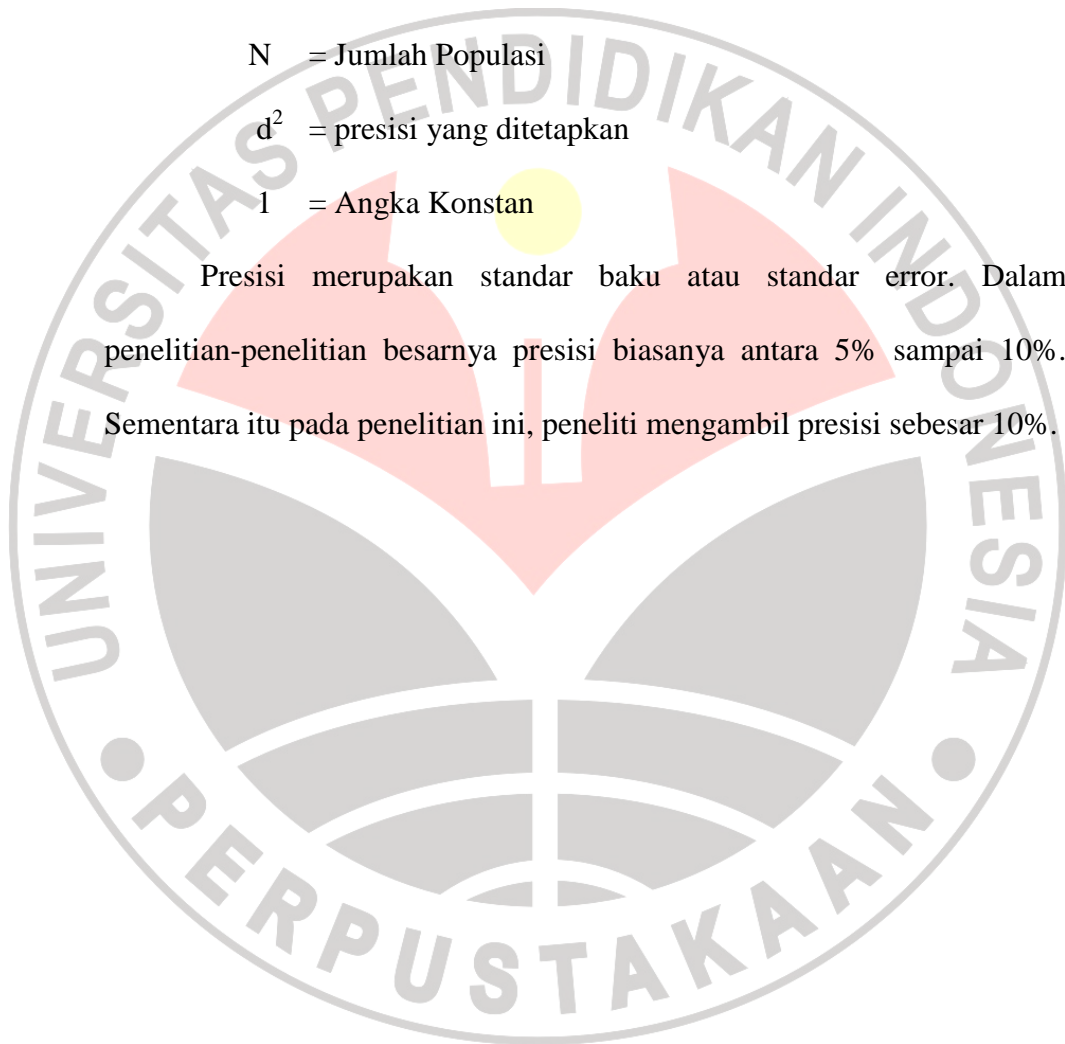 N = Jumlah Populasi
d² = presisi yang ditetapkan
1 = Angka Konstan
Presisi merupakan standar baku atau standar error. Dalam
penelitian-penelitian besarnya presisi biasanya antara 5% sampai 10%.
Sementara itu pada penelitian ini, peneliti mengambil presisi sebesar 10%.
UNIVERSITAS PENDIDIKAN INDONESIA
PERPUSTAKAAN